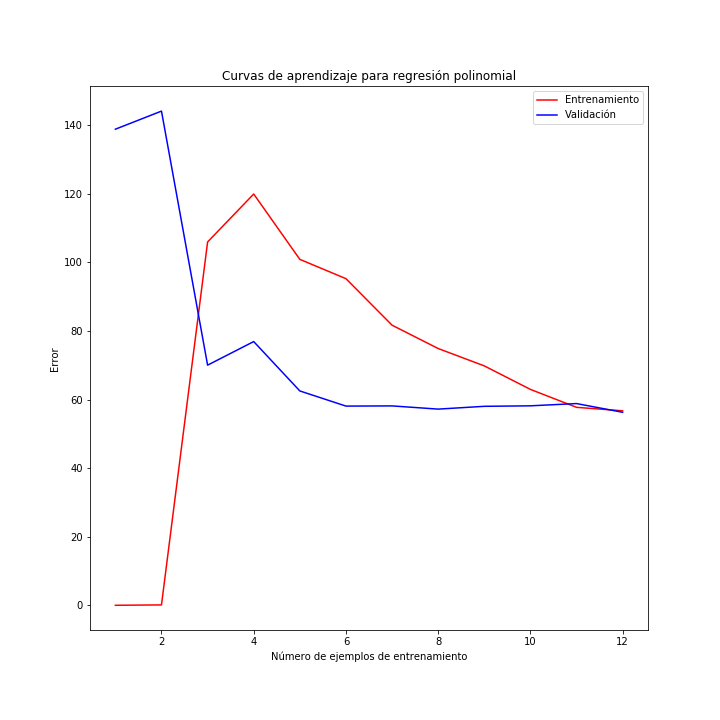 Curvas de aprendizaje para regresión polinomial
Entrenamiento
Validación
140
120
100
80
60
40
20
0
Error
2 4 6 8 10 12
Número de ejemplos de entrenamiento